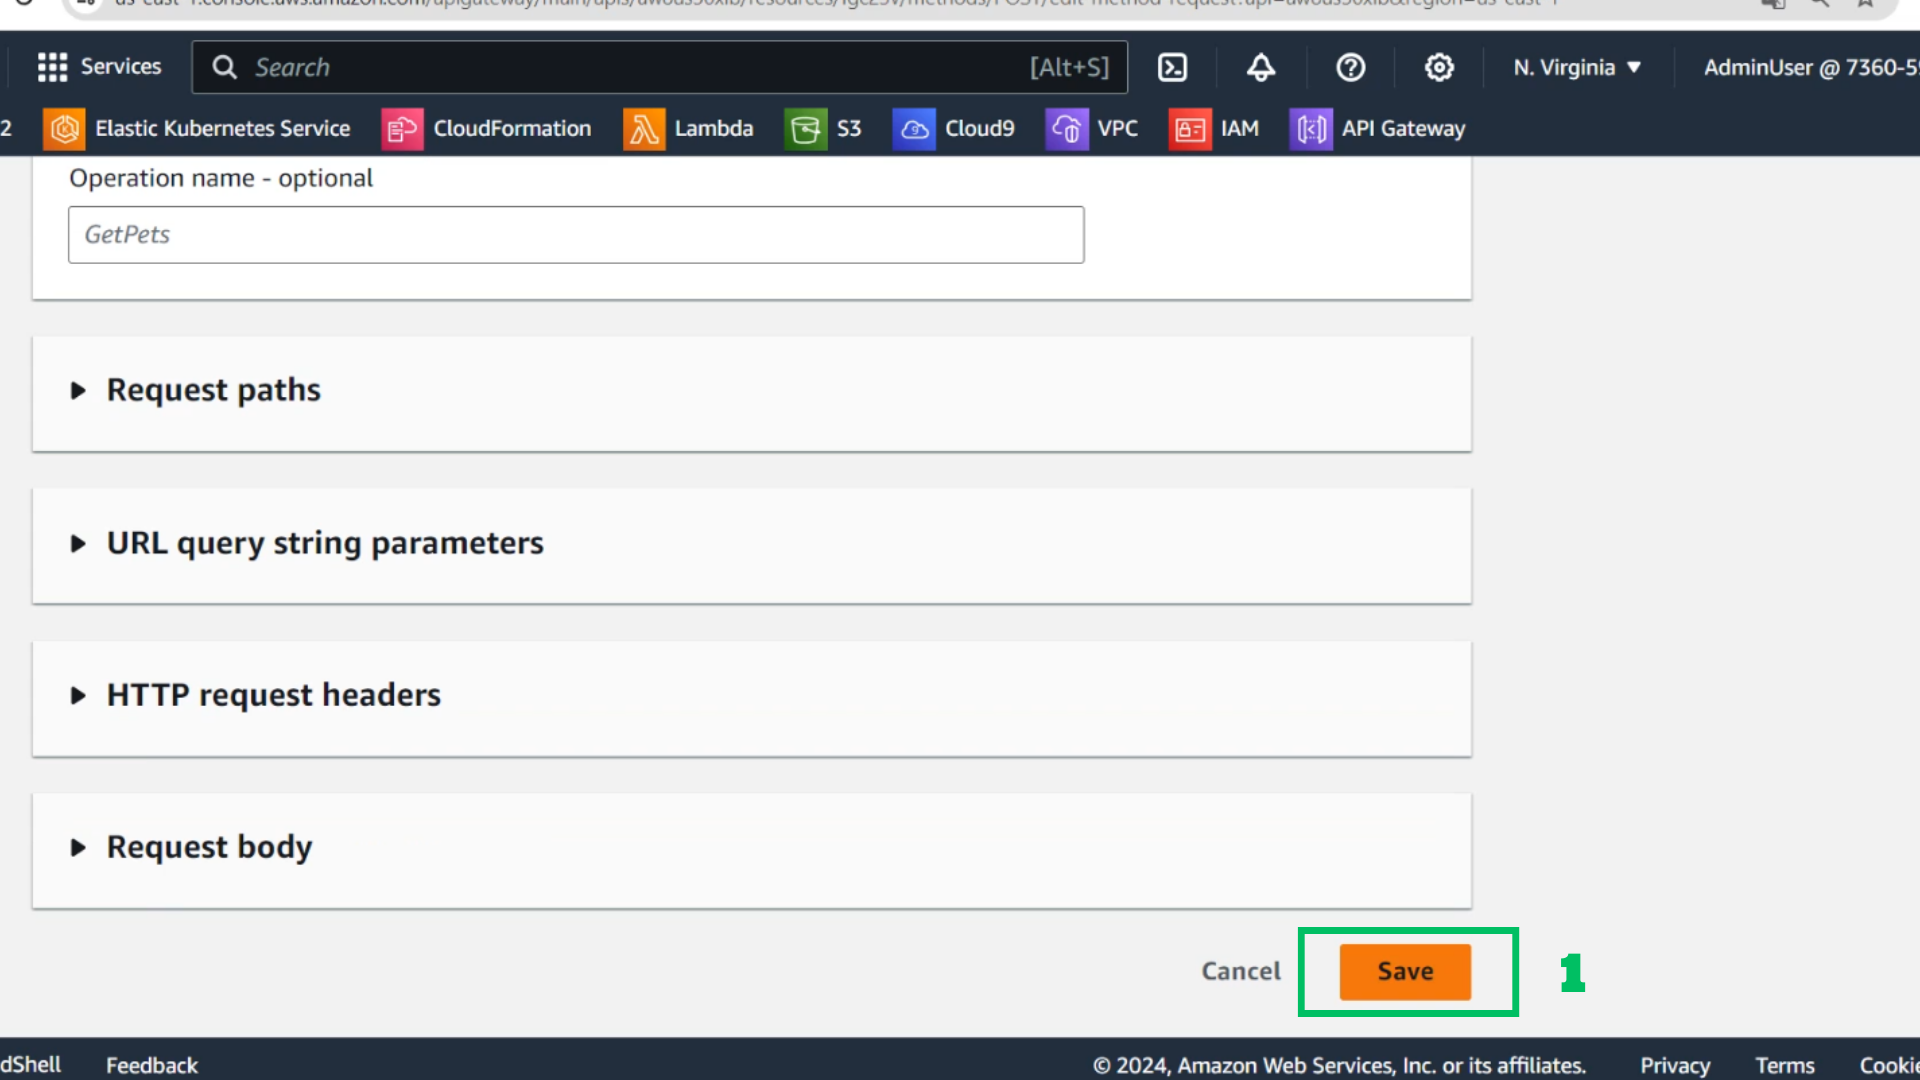 Services
Search [Alt+S]
N. Virginia ▼
AdminUser @ 7360-5
2 Elastic Kubernetes Service CloudFormation Lambda S3 Cloud9 VPC IAM API Gateway
Operation name - optional
GetPets
Request paths
URL query string parameters
HTTP request headers
Request body
Cancel Save 1
dShell Feedback © 2024, Amazon Web Services, Inc. or its affiliates. Privacy Terms Cookie